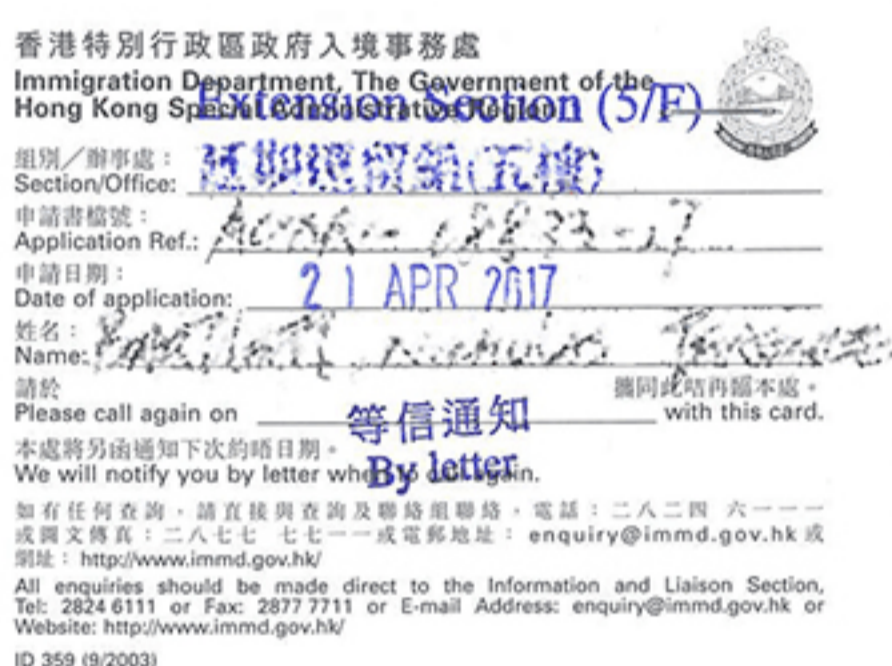 香港特別行政區政府入境事務處
Immigration Department, The Government of the
Hong Kong Special Administrative Region
Extension Section (5/F)
組別／辦事處：
Section/Office:
申請書檔號：
Application Ref.:
申請日期：
Date of application: 21 APR 2017
姓名：
Name:
請於 攜同此咭再臨本處。
Please call again on with this card.
等信通知
本處將另函通知下次約晤日期。
We will notify you by letter when to call again.
By letter
如有任何查詢，請直接與查詢及聯絡組聯絡。電話：二八二四 六一一一
或圖文傳真：二八七七 七七一一或電郵地址： enquiry@immd.gov.hk 或
網址：http://www.immd.gov.hk/
All enquiries should be made direct to the Information and Liaison Section,
Tel: 2824 6111 or Fax: 2877 7711 or E-mail Address: enquiry@immd.gov.hk or
Website: http://www.immd.gov.hk/
ID 359 (9/2003)